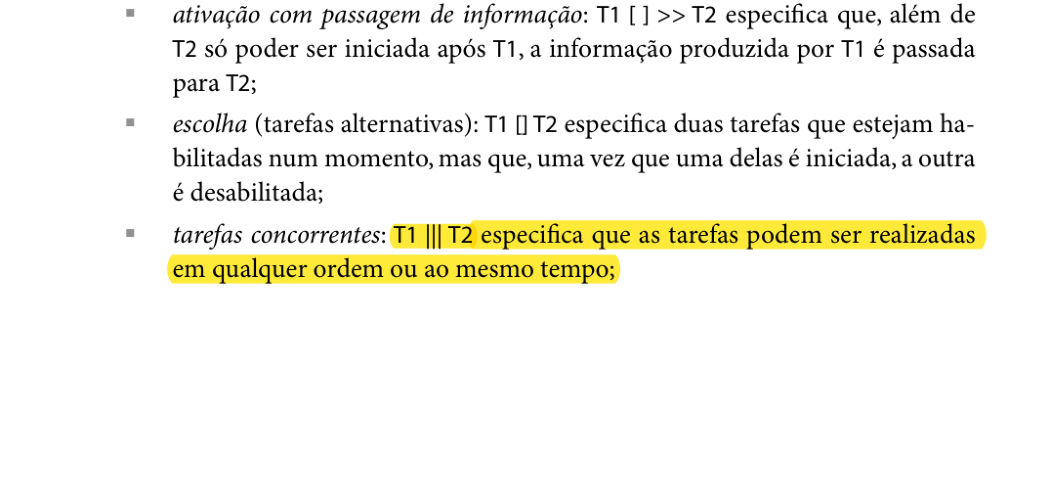 ▪ ativação com passagem de informação: T1 [ ] >> T2 especifica que, além de
T2 só poder ser iniciada após T1, a informação produzida por T1 é passada
para T2;
▪ escolha (tarefas alternativas): T1 [] T2 especifica duas tarefas que estejam ha-
bilitadas num momento, mas que, uma vez que uma delas é iniciada, a outra
é desabilitada;
▪ tarefas concorrentes: T1 ||| T2 especifica que as tarefas podem ser realizadas
em qualquer ordem ou ao mesmo tempo;